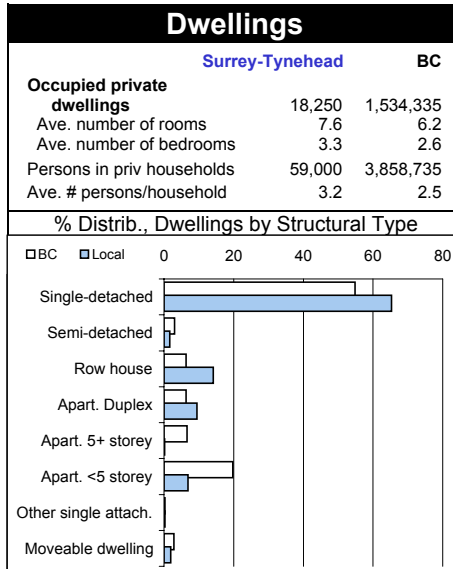 Dwellings
Surrey-Tynehead BC
Occupied private
dwellings 18,250 1,534,335
Ave. number of rooms 7.6 6.2
Ave. number of bedrooms 3.3 2.6
Persons in priv households 59,000 3,858,735
Ave. # persons/household 3.2 2.5
% Distrib., Dwellings by Structural Type
BC Local 0 20 40 60 80
Single-detached
Semi-detached
Row house
Apart. Duplex
Apart. 5+ storey
Apart. <5 storey
Other single attach.
Moveable dwelling